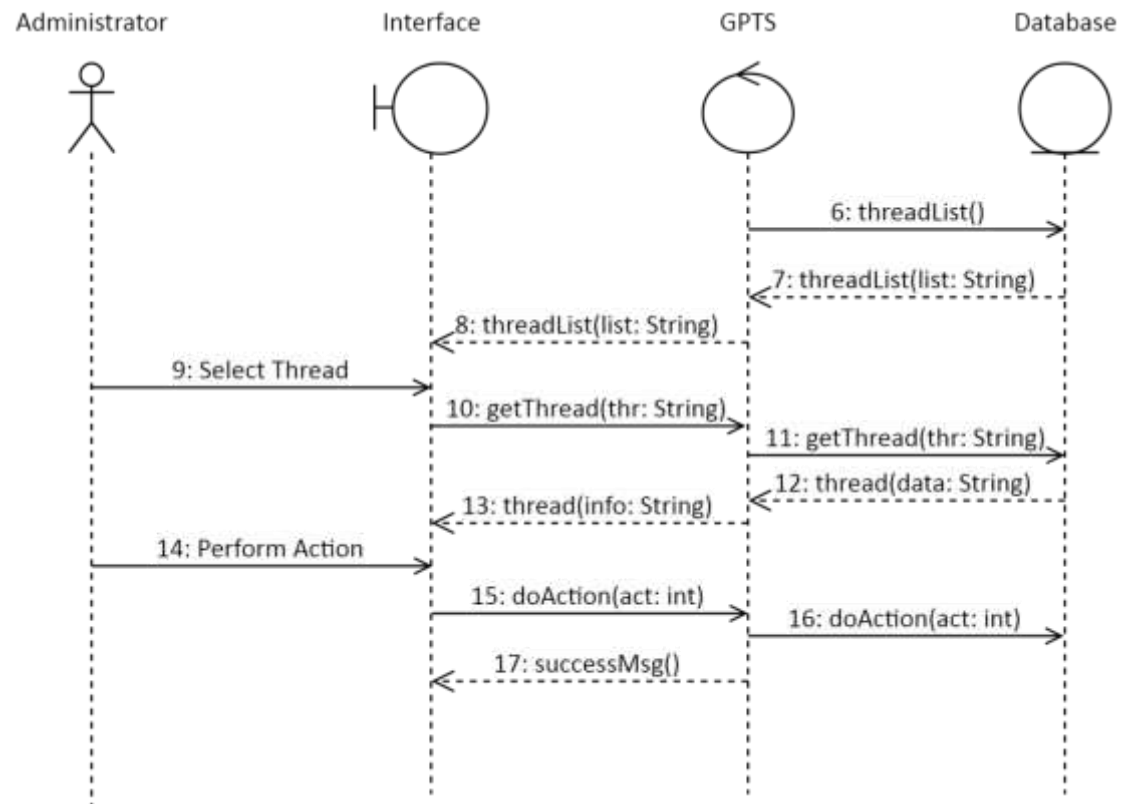 Administrator
Interface
GPTS
Database
6: threadList()
7: threadList(list: String)
8: threadList(list: String)
9: Select Thread
10: getThread(thr: String)
11: getThread(thr: String)
12: thread(data: String)
13: thread(info: String)
14: Perform Action
15: doAction(act: int)
16: doAction(act: int)
17: successMsg()